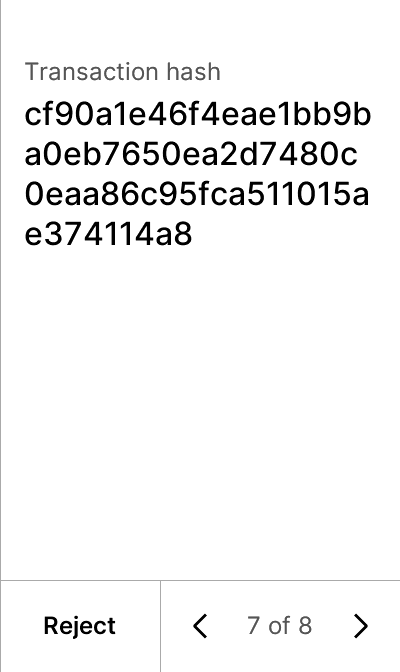 Transaction hash
cf90a1e46f4eae1bb9b
a0eb7650ea2d7480c
0eaa86c95fca511015a
e374114a8
Reject
7 of 8